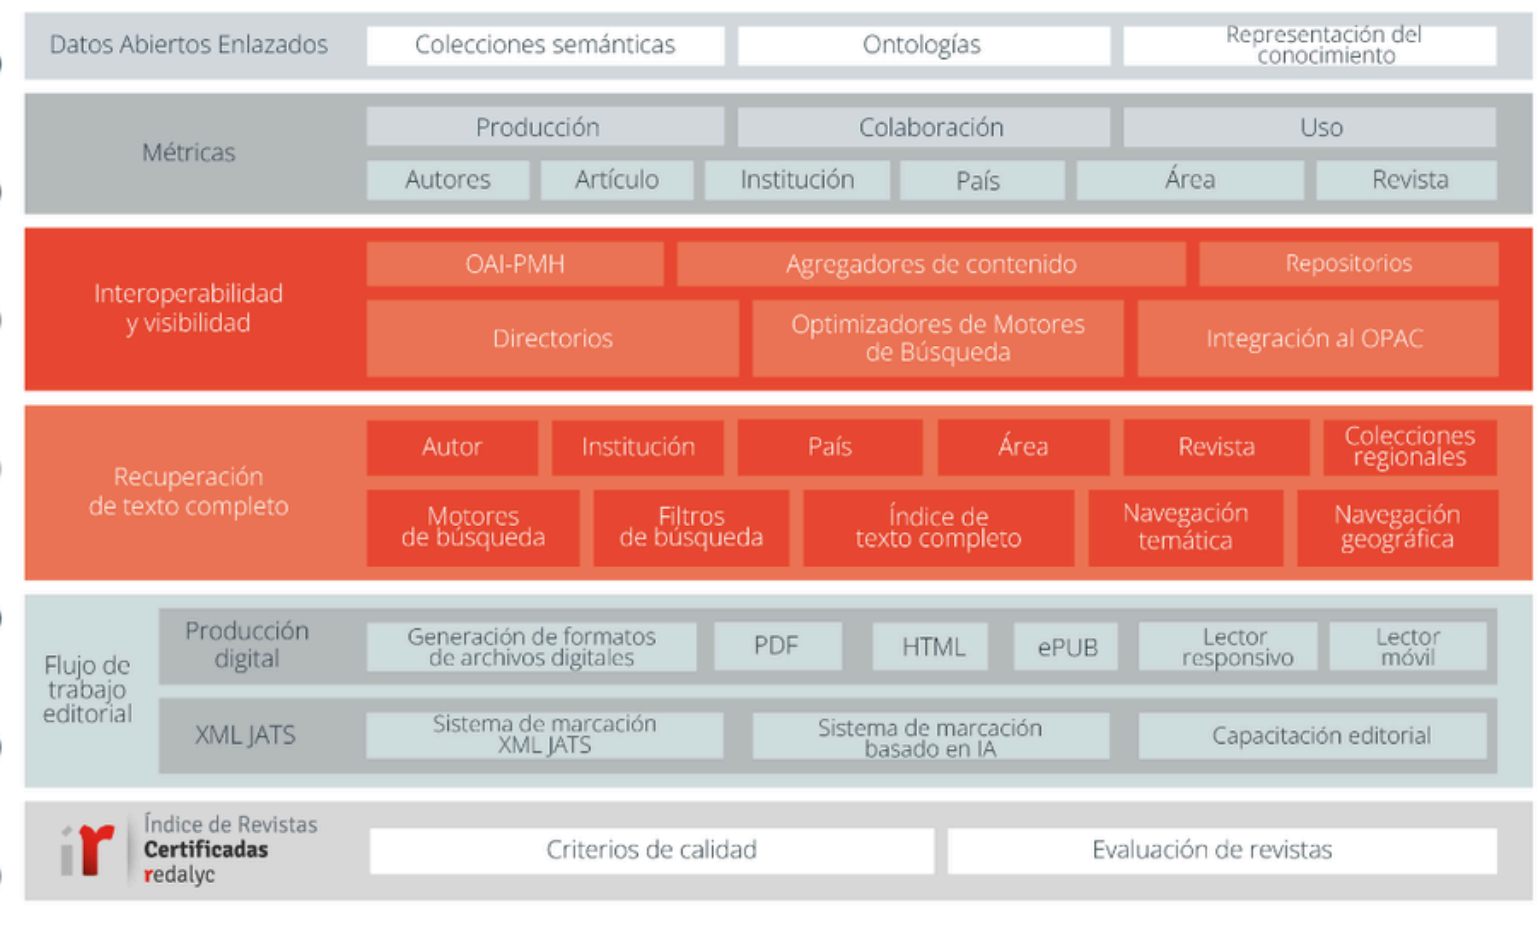 Datos Abiertos Enlazados
Colecciones semánticas
Ontologías
Representación del
conocimiento
Métricas
Producción
Colaboración
Uso
Autores
Artículo
Institución
País
Área
Revista
Interoperabilidad
y visibilidad
OAI-PMH
Agregadores de contenido
Repositorios
Directorios
Optimizadores de Motores
de Búsqueda
Integración al OPAC
Recuperación
de texto completo
Autor
Institución
País
Área
Revista
Colecciones
regionales
Motores
de búsqueda
Filtros
de búsqueda
Índice de
texto completo
Navegación
temática
Navegación
geográfica
Flujo de
trabajo
editorial
Producción
digital
Generación de formatos
de archivos digitales
PDF
HTML
ePUB
Lector
responsivo
Lector
móvil
XML JATS
Sistema de marcación
XML JATS
Sistema de marcación
basado en IA
Capacitación editorial
ir
Índice de Revistas
Certificadas
redalyc
Criterios de calidad
Evaluación de revistas